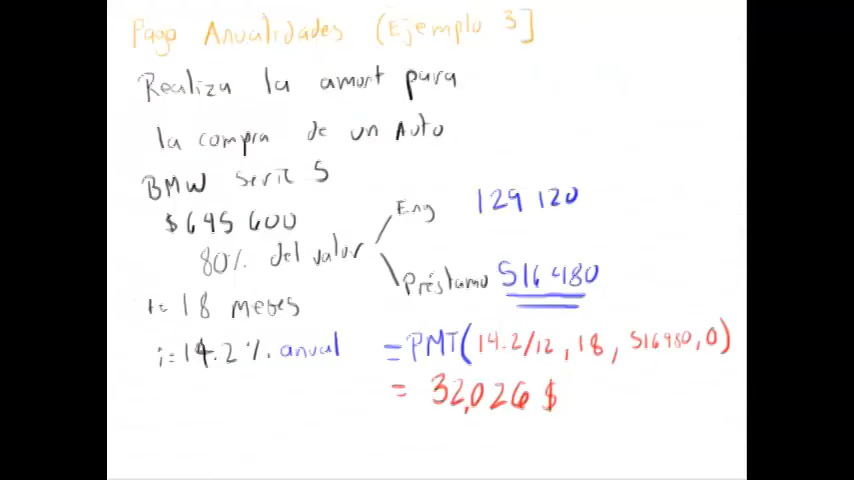 Pago Anualidades (Ejemplo 3]
Realiza la amort para
la compra de un Auto
BMW serie 5
$645 600
80% del valor
Eng 129 120
Préstamo 516 480
t= 18 meses
i=14.2%. anual
=PMT(14.2/12, 18, 516480,0)
= 32,026 $